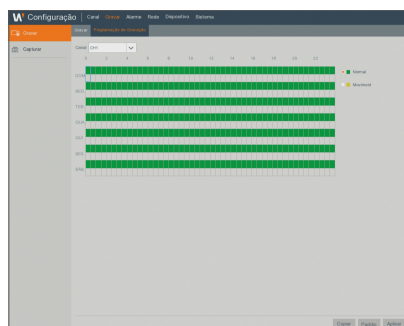 W Configuração | Canal Gravar Alarme Rede Dispositivo Sistema
Gravar
Gravar Programação de Gravação
Capturar
Canal CH1
0 2 4 6 8 10 12 14 16 18 20 22
Normal
DOM
Movimento
SEG
TER
QUA
QUI
SEX
SÁB
Copiar Padrão Aplicar